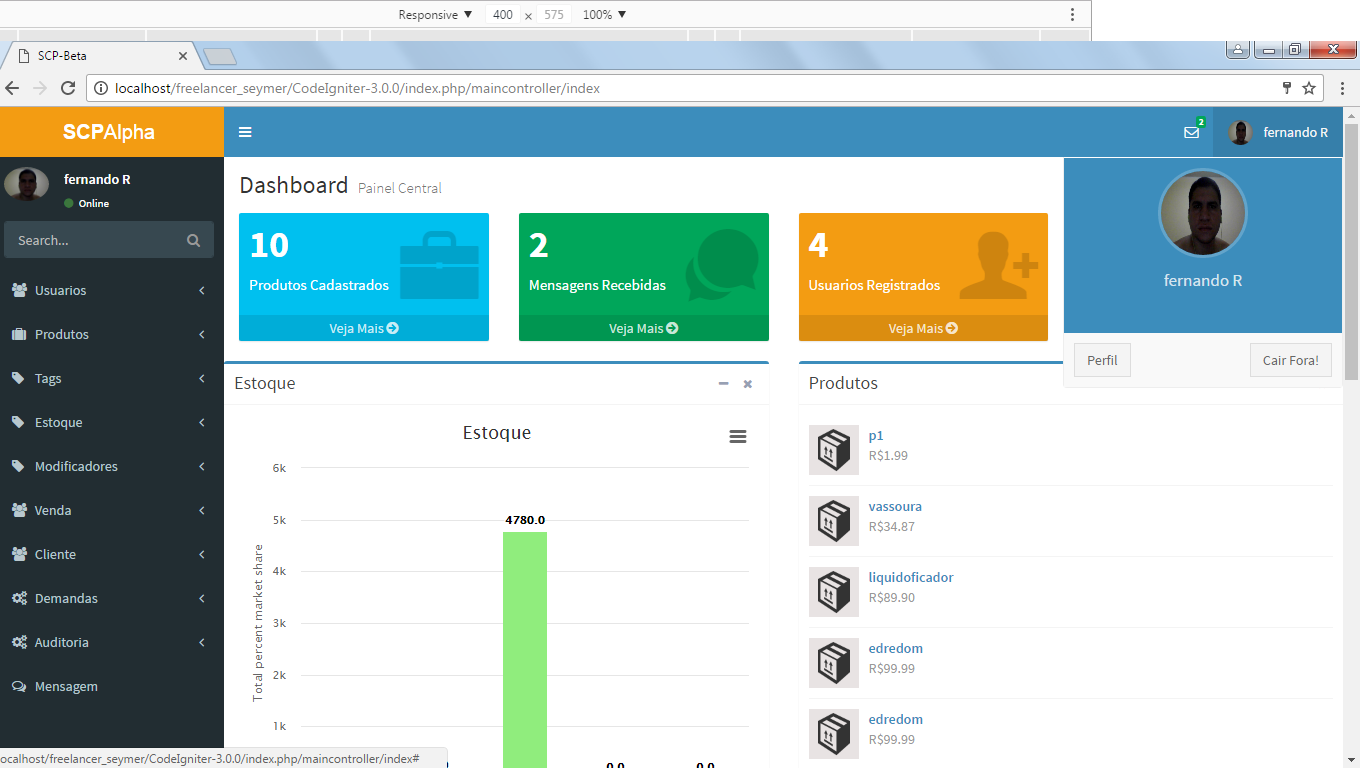 Responsive ▼ 400 × 575 100% ▼
SCP-Beta
localhost/freelancer_seymer/CodeIgniter-3.0.0/index.php/maincontroller/index
SCPAlpha
2
fernando R
fernando R
Online
Search...
Usuarios
Produtos
Tags
Estoque
Modificadores
Venda
Cliente
Demandas
Auditoria
Mensagem
Dashboard Painel Central
10
Produtos Cadastrados
Veja Mais
2
Mensagens Recebidas
Veja Mais
4
Usuarios Registrados
Veja Mais
fernando R
Perfil
Cair Fora!
Estoque
Estoque
Total percent market share
6k
5k
4k
3k
2k
1k
4780.0
0.0
0.0
Produtos
p1
R$1.99
vassoura
R$34.87
liquidoficador
R$89.90
edredom
R$99.99
edredom
R$99.99
ocalhost/freelancer_seymer/CodeIgniter-3.0.0/index.php/maincontroller/index#